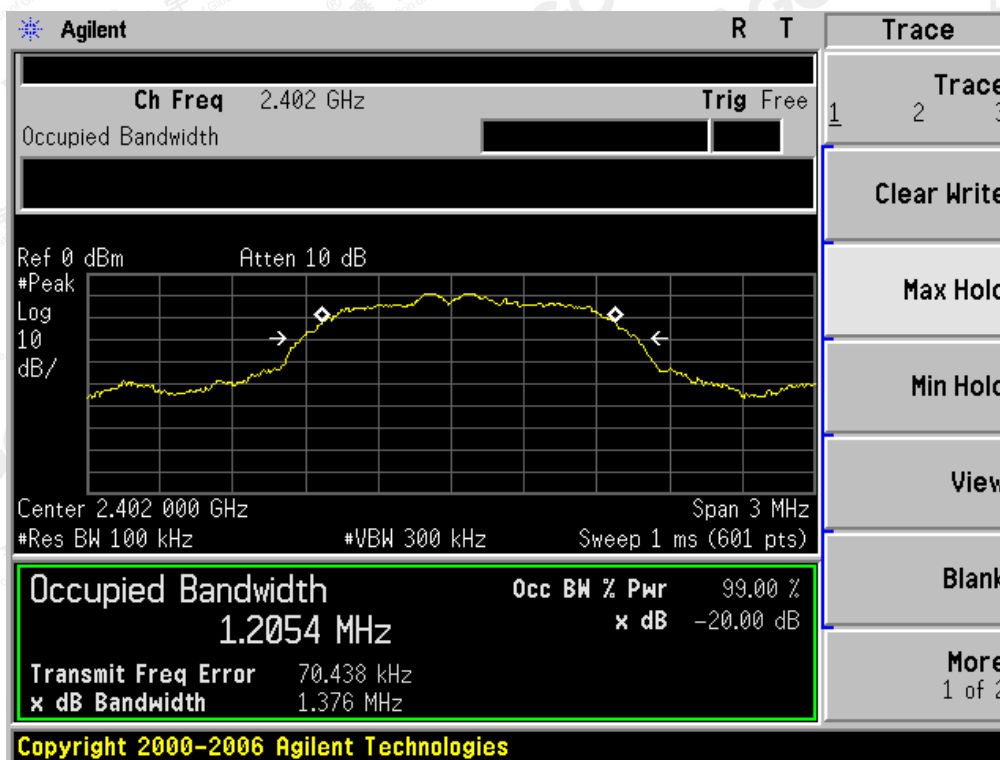 Agilent R T
Trace
Ch Freq 2.402 GHz Trig Free
Occupied Bandwidth
Trace
1 2 3
Clear Write
Max Hold
Min Hold
View
Blank
More
1 of 2
Ref 0 dBm Atten 10 dB
#Peak
Log
10
dB/
Center 2.402 000 GHz Span 3 MHz
#Res BW 100 kHz #VBW 300 kHz Sweep 1 ms (601 pts)
Occupied Bandwidth
1.2054 MHz
Occ BW % Pwr 99.00 %
x dB -20.00 dB
Transmit Freq Error 70.438 kHz
x dB Bandwidth 1.376 MHz
Copyright 2000-2006 Agilent Technologies